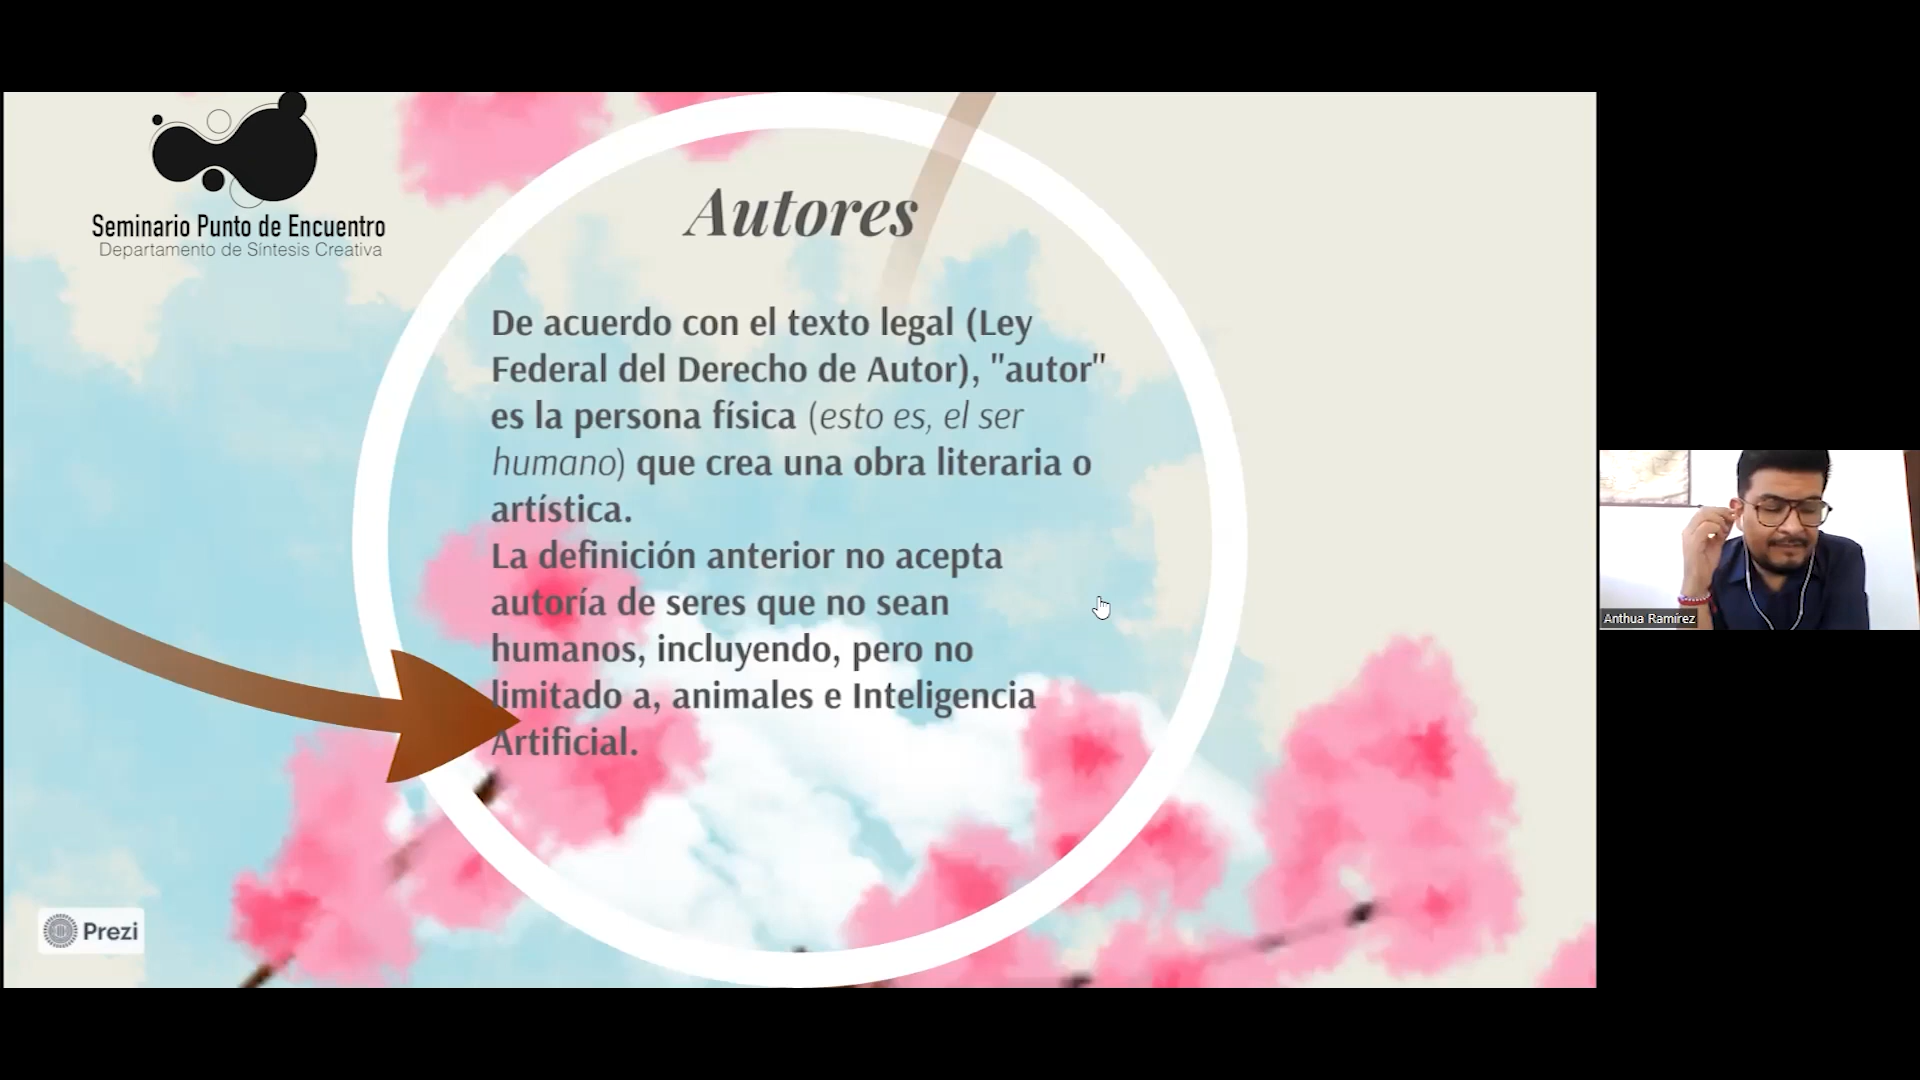 Seminario Punto de Encuentro
Departamento de Síntesis Creativa
Autores
De acuerdo con el texto legal (Ley
Federal del Derecho de Autor), "autor"
es la persona física (esto es, el ser
humano) que crea una obra literaria o
artística.
La definición anterior no acepta
autoría de seres que no sean
humanos, incluyendo, pero no
limitado a, animales e Inteligencia
Artificial.
Prezi
Anthua Ramírez